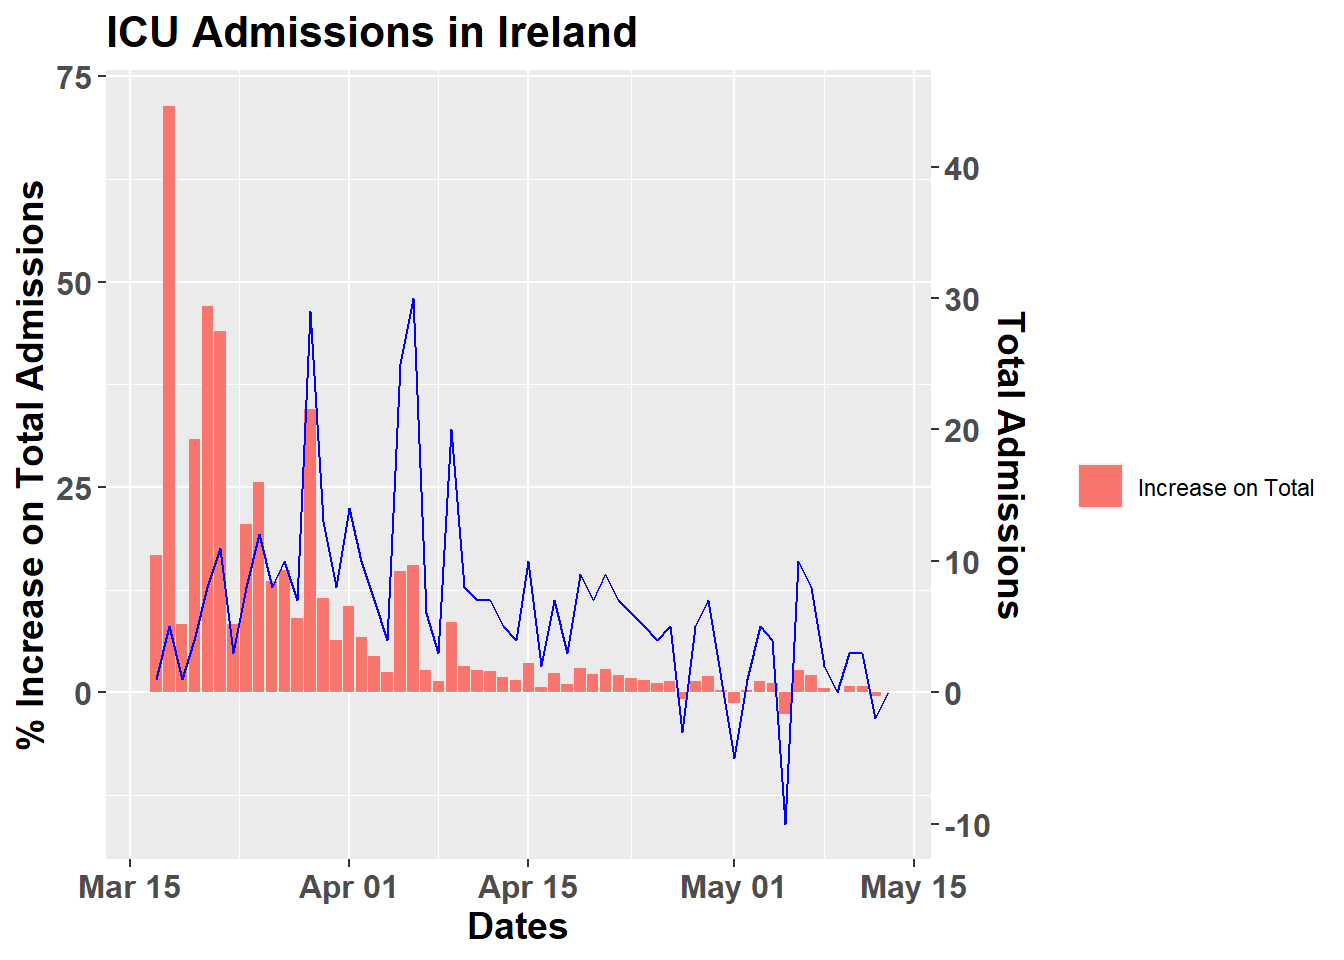 ICU Admissions in Ireland
% Increase on Total Admissions
75
50
25
0
40
30
20
10
0
-10
Total Admissions
Increase on Total
Mar 15
Apr 01
Apr 15
May 01
May 15
Dates